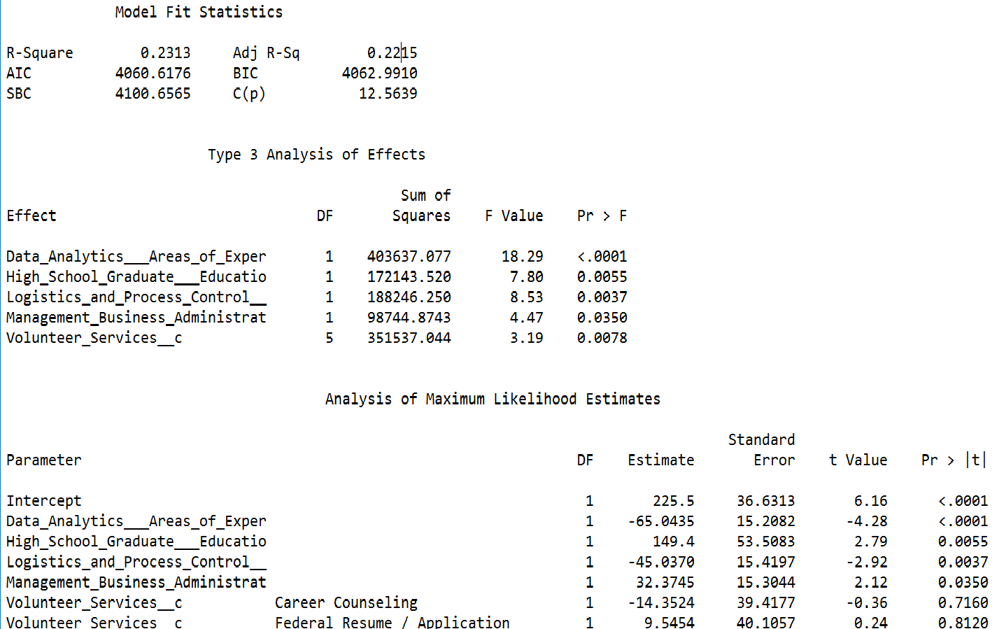 Model Fit Statistics
R-Square 0.2313 Adj R-Sq 0.2215
AIC 4060.6176 BIC 4062.9910
SBC 4100.6565 C(p) 12.5639
Type 3 Analysis of Effects
Sum of
Effect DF Squares F Value Pr > F
Data_Analytics___Areas_of_Exper 1 403637.077 18.29 <.0001
High_School_Graduate___Educatio 1 172143.520 7.80 0.0055
Logistics_and_Process_Control__ 1 188246.250 8.53 0.0037
Management_Business_Administrat 1 98744.8743 4.47 0.0350
Volunteer_Services__c 5 351537.044 3.19 0.0078
Analysis of Maximum Likelihood Estimates
Standard
Parameter DF Estimate Error t Value Pr > |t|
Intercept 1 225.5 36.6313 6.16 <.0001
Data_Analytics___Areas_of_Exper 1 -65.0435 15.2082 -4.28 <.0001
High_School_Graduate___Educatio 1 149.4 53.5083 2.79 0.0055
Logistics_and_Process_Control__ 1 -45.0370 15.4197 -2.92 0.0037
Management_Business_Administrat 1 32.3745 15.3044 2.12 0.0350
Volunteer_Services__c Career Counseling 1 -14.3524 39.4177 -0.36 0.7160
Volunteer Services c Federal Resume / Application 1 9.5454 40.1057 0.24 0.8120